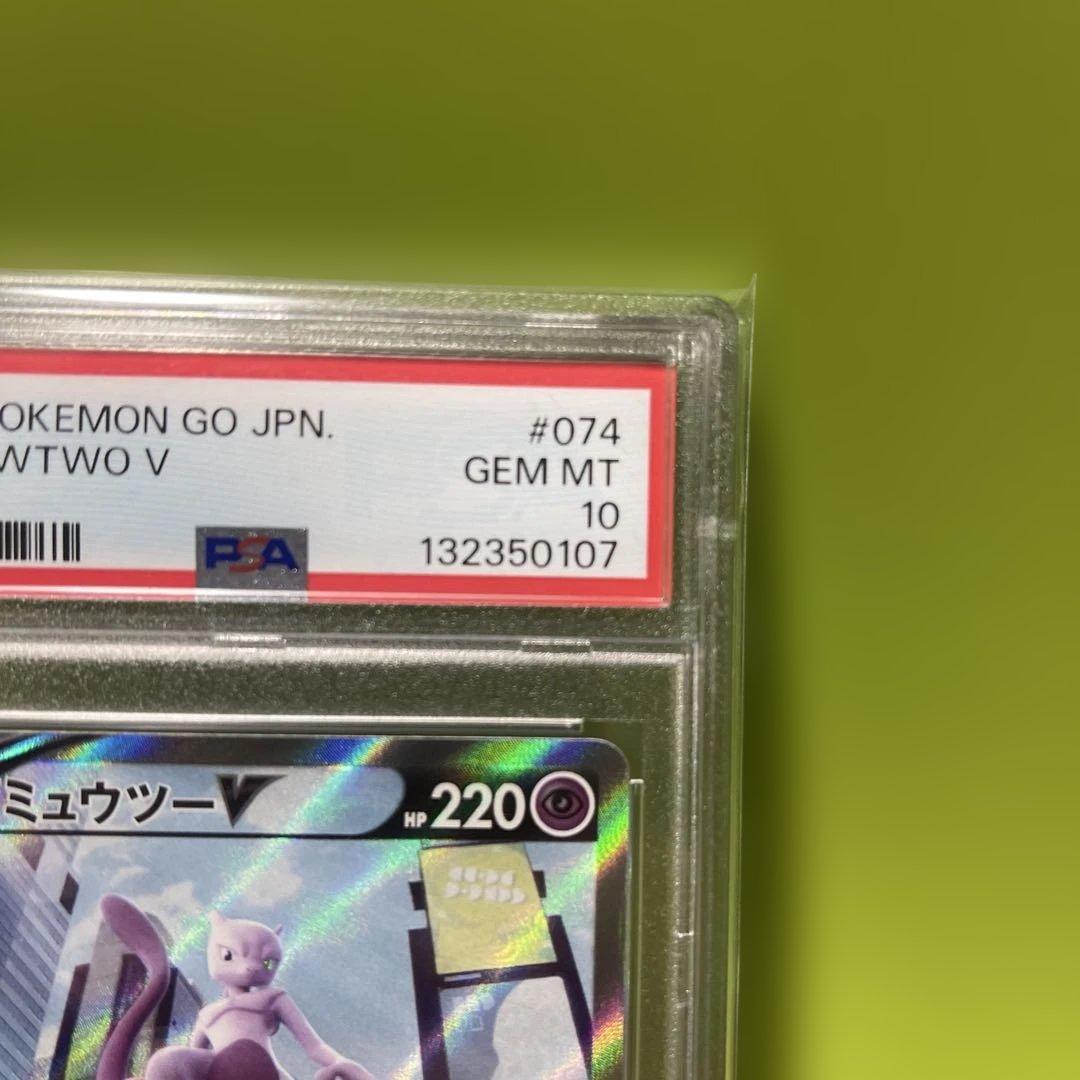 OKEMON GO JPN. #074
WTWO V GEM MT
10
PSA 132350107
ミュウツーV HP 220